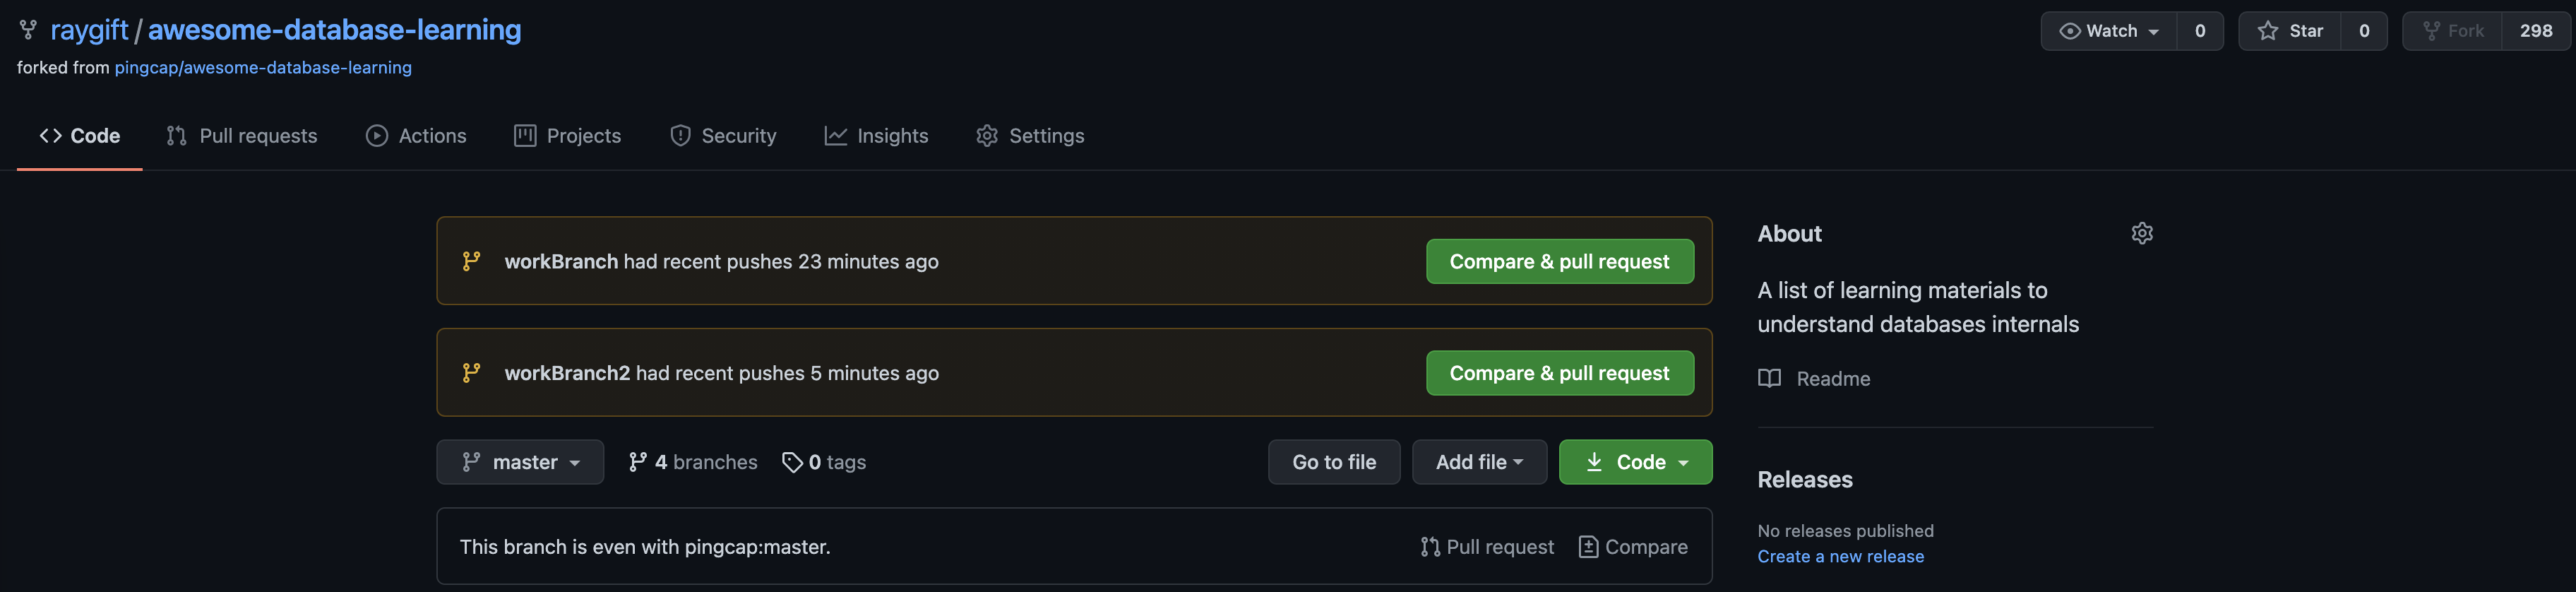 raygift / awesome-database-learning
Watch 0 Star 0 Fork 298
forked from pingcap/awesome-database-learning
Code Pull requests Actions Projects Security Insights Settings
workBranch had recent pushes 23 minutes ago
Compare & pull request
workBranch2 had recent pushes 5 minutes ago
Compare & pull request
master 4 branches 0 tags
Go to file Add file Code
This branch is even with pingcap:master.
Pull request Compare
About
A list of learning materials to
understand databases internals
Readme
Releases
No releases published
Create a new release